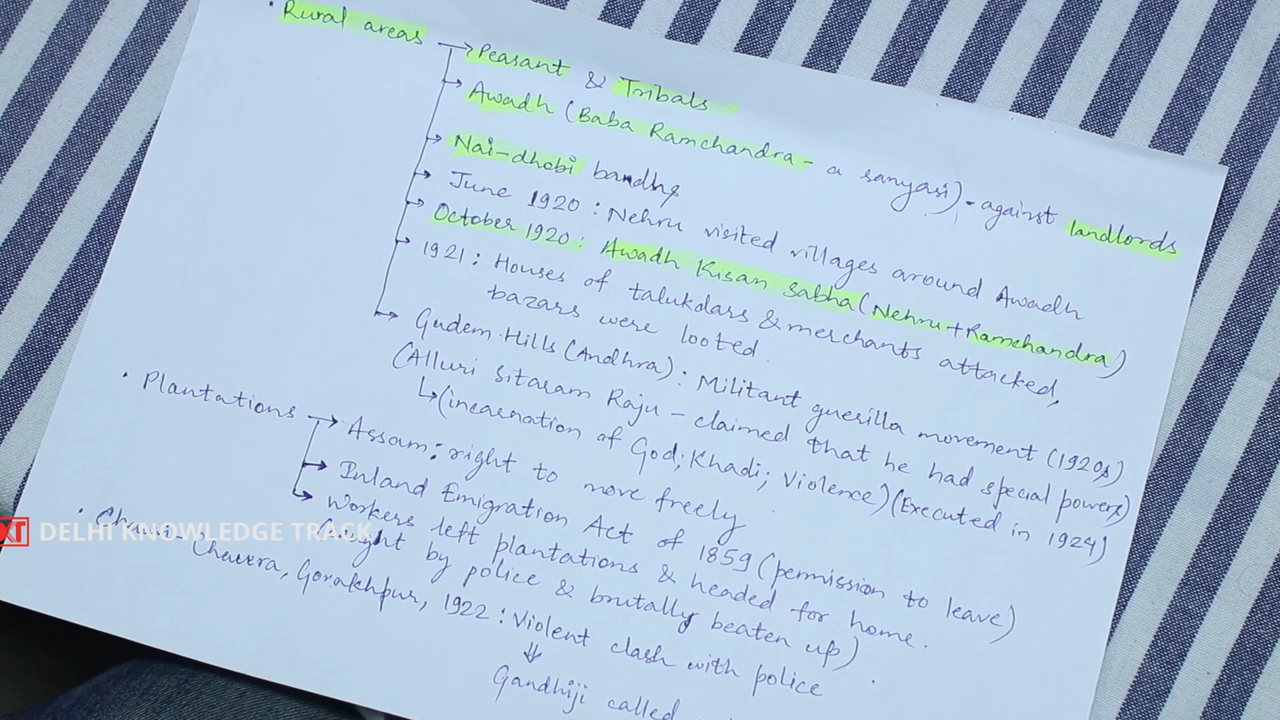 • Rural areas → Peasant & Tribals
→ Awadh (Baba Ramchandra - a sanyasi) - against landlords
→ Nai-dhobi bandhs
→ June 1920 : Nehru visited villages around Awadh
→ October 1920 : Awadh Kisan Sabha (Nehru + Ramchandra)
→ 1921 : Houses of talukdars & merchants attacked,
bazars were looted.
→ Gudem Hills (Andhra) : Militant guerilla movement (1920s)
(Alluri Sitaram Raju - claimed that he had special powers)
↳ (incarnation of God; Khadi; Violence) (Executed in 1924)
• Plantations → Assam: right to move freely
→ Inland Emigration Act of 1859 (permission to leave)
→ Workers left plantations & headed for home.
(Caught by police & brutally beaten up)
• Chauri-Chaura, Gorakhpur, 1922 : Violent clash with police
⇓
Gandhiji called
DELHI KNOWLEDGE TRACK